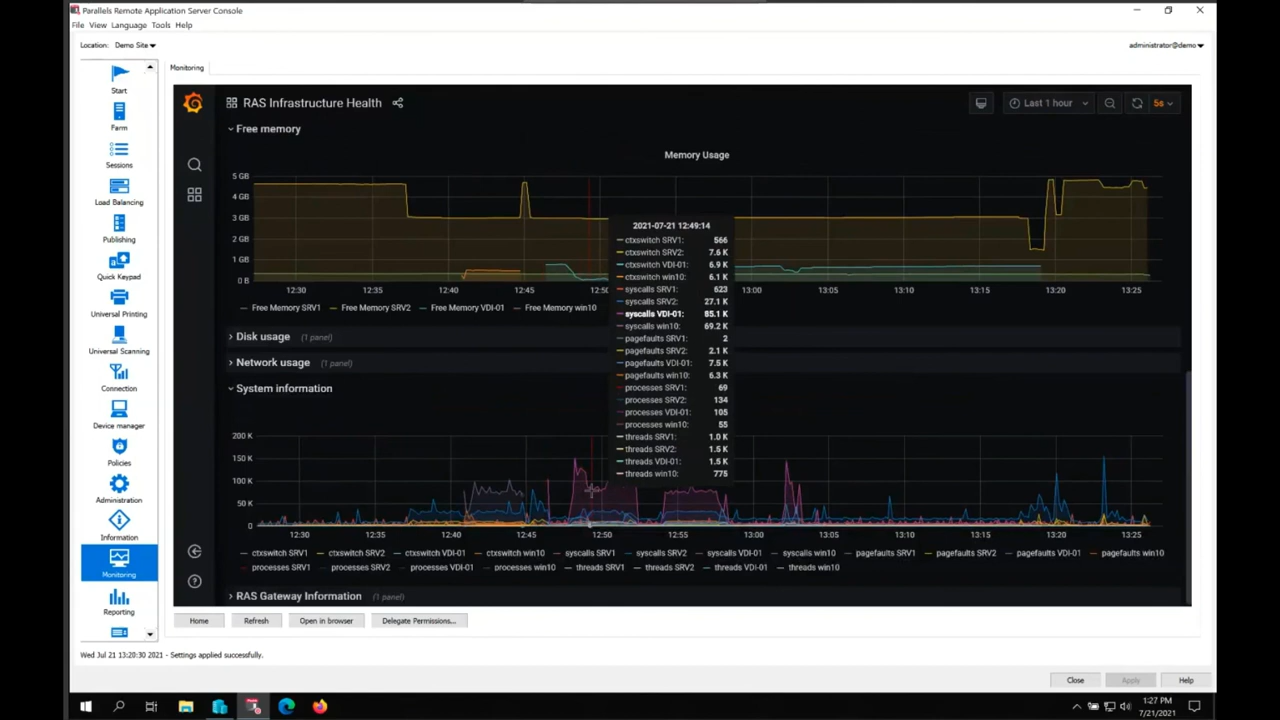 Parallels Remote Application Server Console
File View Language Tools Help
Location: Demo Site
administrator@demo
Monitoring
Start
Farm
Sessions
Load Balancing
Publishing
Quick Keypad
Universal Printing
Universal Scanning
Connection
Device manager
Policies
Administration
Information
Monitoring
Reporting
RAS Infrastructure Health
Last 1 hour
5s
Free memory
Memory Usage
5 GB
4 GB
3 GB
2 GB
1 GB
0 GB
12:30 12:35 12:40 12:45 12:50 13:00 13:05 13:10 13:15 13:20 13:25
Free Memory SRV1 Free Memory SRV2 Free Memory VDI-01 Free Memory win10
2021-07-21 12:49:14
ctxswitch SRV1: 566
ctxswitch SRV2: 7.6 K
ctxswitch VDI-01: 6.9 K
ctxswitch win10: 6.1 K
syscalls SRV1: 623
syscalls SRV2: 27.1 K
syscalls VDI-01: 85.1 K
syscalls win10: 69.2 K
pagefaults SRV1: 2
pagefaults SRV2: 2.1 K
pagefaults VDI-01: 7.5 K
pagefaults win10: 6.3 K
processes SRV1: 69
processes SRV2: 134
processes VDI-01: 105
processes win10: 55
threads SRV1: 1.0 K
threads SRV2: 1.5 K
threads VDI-01: 1.5 K
threads win10: 775
Disk usage (1 panel)
Network usage (1 panel)
System information
200 K
150 K
100 K
50 K
0
12:30 12:35 12:40 12:45 12:50 12:55 13:00 13:05 13:10 13:15 13:20 13:25
ctxswitch SRV1 ctxswitch SRV2 ctxswitch VDI-01 ctxswitch win10 syscalls SRV1 syscalls SRV2 syscalls VDI-01 syscalls win10 pagefaults SRV1 pagefaults SRV2 pagefaults VDI-01 pagefaults win10
processes SRV1 processes SRV2 processes VDI-01 processes win10 threads SRV1 threads SRV2 threads VDI-01 threads win10
RAS Gateway Information (1 panel)
Home Refresh Open in browser Delegate Permissions...
Wed Jul 21 13:20:30 2021 - Settings applied successfully.
Close Apply Help
1:27 PM
7/21/2021